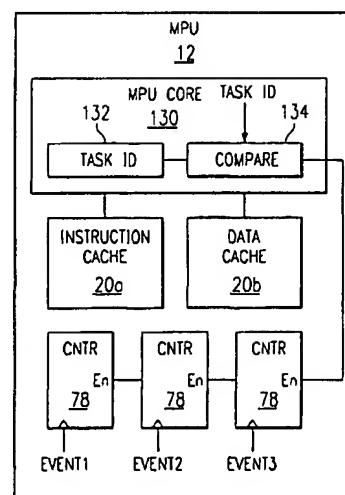 MPU
12
MPU CORE TASK ID
132 130 134
TASK ID COMPARE
INSTRUCTION CACHE 20a
DATA CACHE 20b
CNTR En 78
CNTR En 78
CNTR En 78
EVENT1 EVENT2 EVENT3